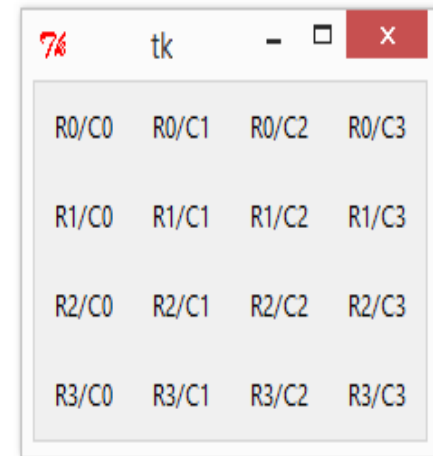 tk
R0/C0 R0/C1 R0/C2 R0/C3
R1/C0 R1/C1 R1/C2 R1/C3
R2/C0 R2/C1 R2/C2 R2/C3
R3/C0 R3/C1 R3/C2 R3/C3